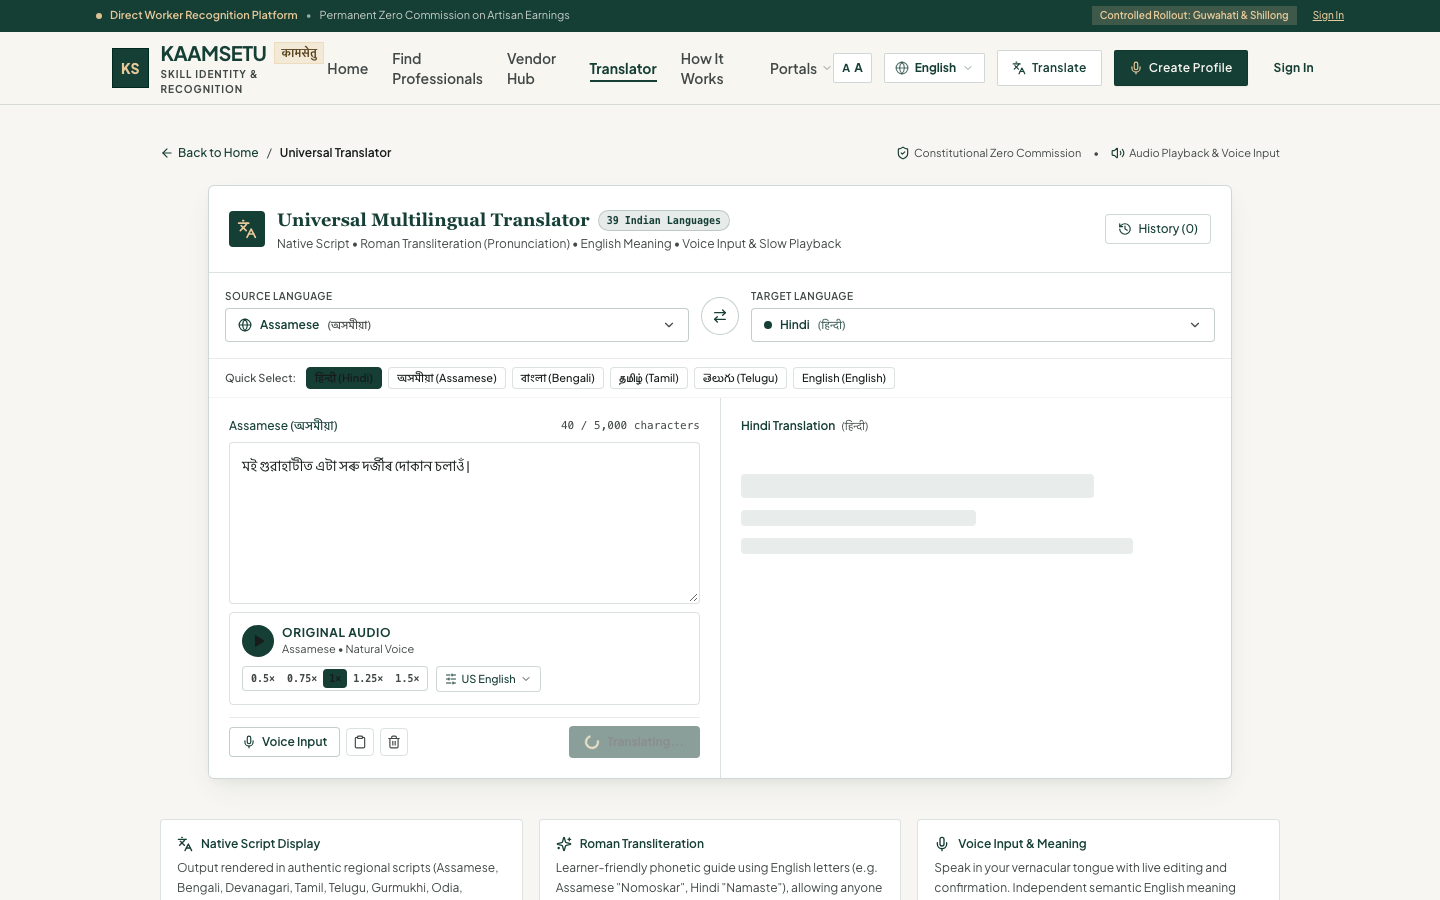 Direct Worker Recognition Platform • Permanent Zero Commission on Artisan Earnings
Controlled Rollout: Guwahati & Shillong
Sign In
KS
KAAMSETU
कामसेतु
SKILL IDENTITY &
RECOGNITION
Home
Find
Professionals
Vendor
Hub
Translator
How It
Works
Portals
A A
English
Translate
Create Profile
Sign In
Back to Home / Universal Translator
Constitutional Zero Commission • Audio Playback & Voice Input
Universal Multilingual Translator
39 Indian Languages
Native Script • Roman Transliteration (Pronunciation) • English Meaning • Voice Input & Slow Playback
History (0)
SOURCE LANGUAGE
Assamese (অসমীয়া)
TARGET LANGUAGE
Hindi (हिन्दी)
Quick Select:
हिन्दी (Hindi)
অসমীয়া (Assamese)
বাংলা (Bengali)
தமிழ் (Tamil)
తెలుగు (Telugu)
English (English)
Assamese (অসমীয়া)
40 / 5,000 characters
মই গুৱাহাটীত এটা সৰু দৰ্জীৰ দোকান চলাওঁ|
ORIGINAL AUDIO
Assamese • Natural Voice
0.5× 0.75× 1× 1.25× 1.5×
US English
Voice Input
Translating...
Hindi Translation (हिन्दी)
Native Script Display
Output rendered in authentic regional scripts (Assamese,
Bengali, Devanagari, Tamil, Telugu, Gurmukhi, Odia,
Roman Transliteration
Learner-friendly phonetic guide using English letters (e.g.
Assamese "Nomoskar", Hindi "Namaste"), allowing anyone
Voice Input & Meaning
Speak in your vernacular tongue with live editing and
confirmation. Independent semantic English meaning